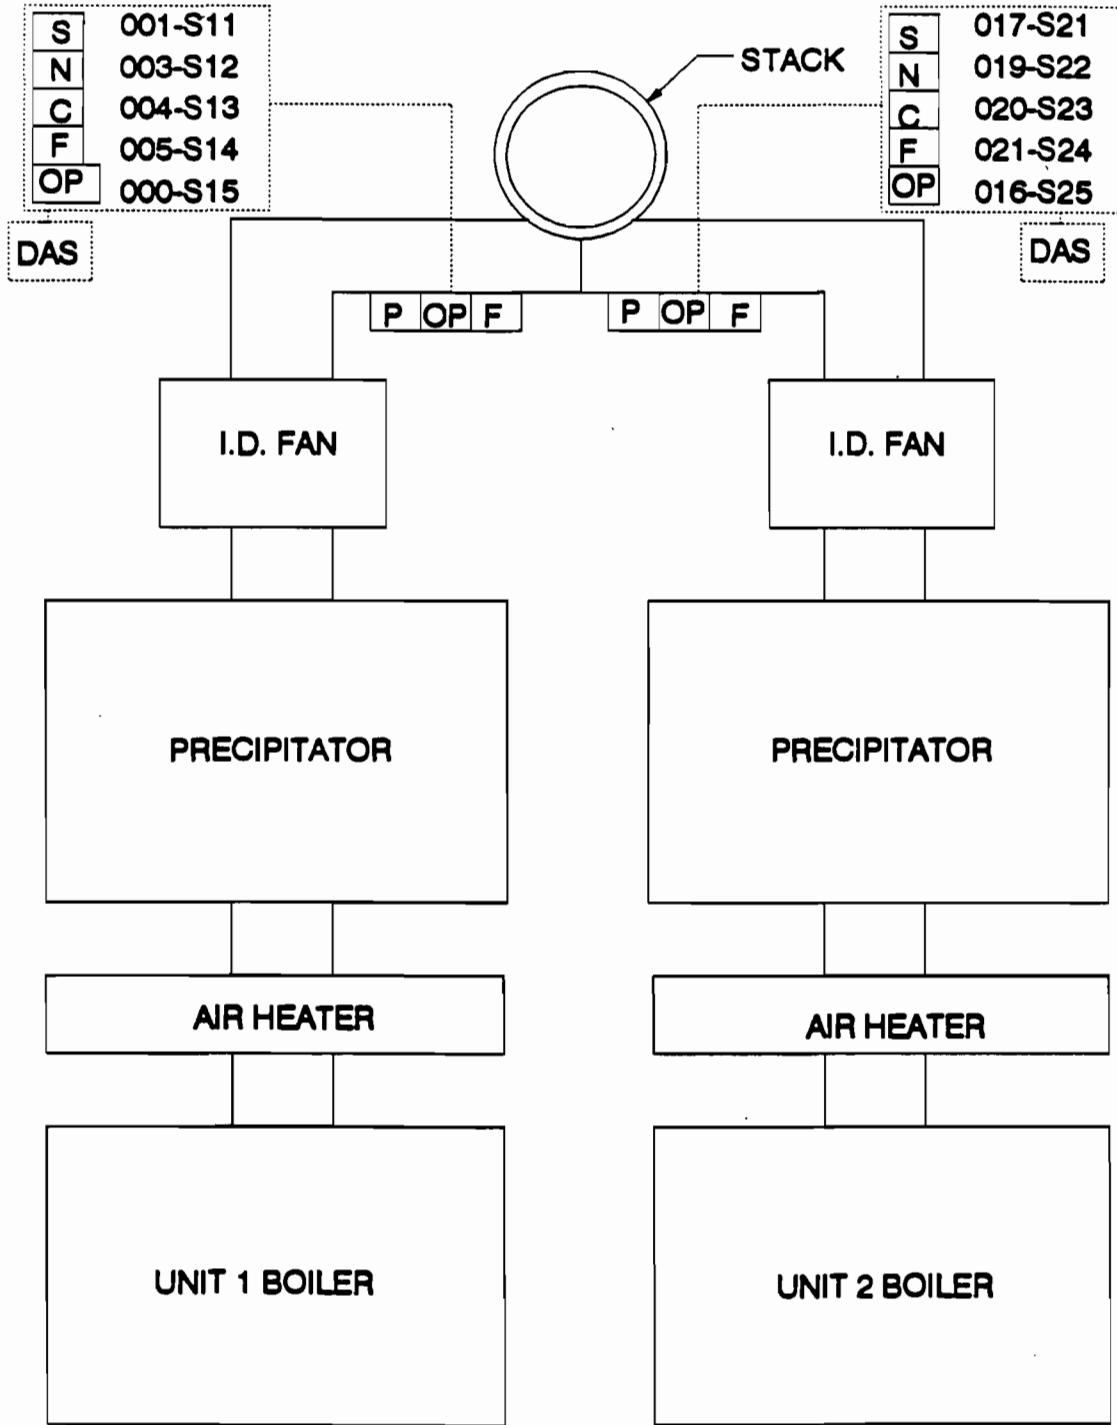 S 001-S11
N 003-S12
C 004-S13
F 005-S14
OP 000-S15
DAS
STACK
S 017-S21
N 019-S22
C 020-S23
F 021-S24
OP 016-S25
DAS
P OP F
P OP F
I.D. FAN
I.D. FAN
PRECIPITATOR
PRECIPITATOR
AIR HEATER
AIR HEATER
UNIT 1 BOILER
UNIT 2 BOILER